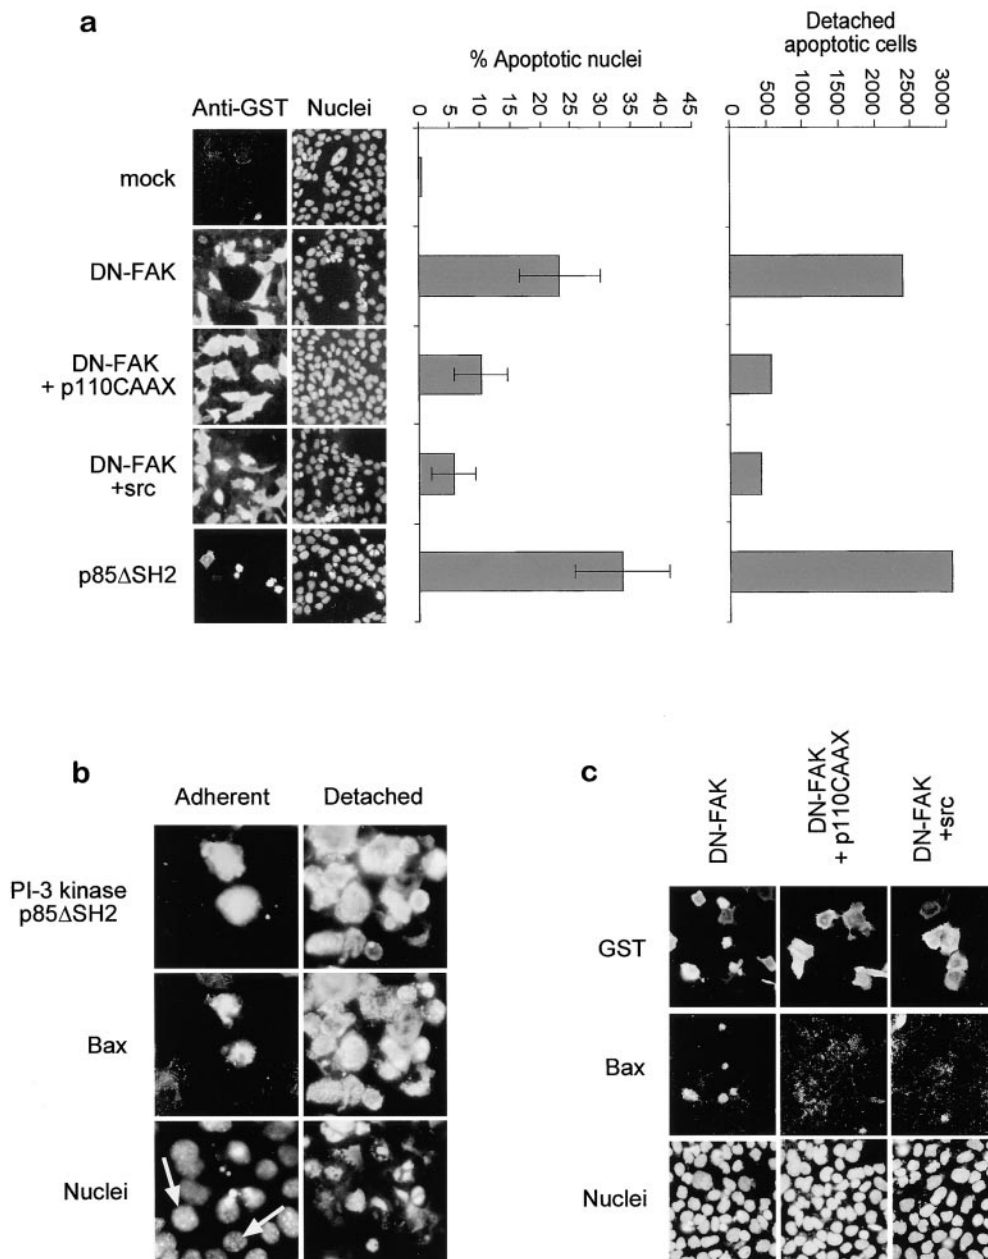 a
Anti-GST Nuclei
% Apoptotic nuclei
0 5 10 15 20 25 30 35 40 45
Detached
apoptotic cells
0 500 1000 1500 2000 2400 3000
mock
DN-FAK
DN-FAK
+ p110CAAX
DN-FAK
+src
p85ΔSH2
b
Adherent Detached
PI-3 kinase
p85ΔSH2
Bax
Nuclei
c
DN-FAK
DN-FAK
+ p110CAAX
DN-FAK
+src
GST
Bax
Nuclei